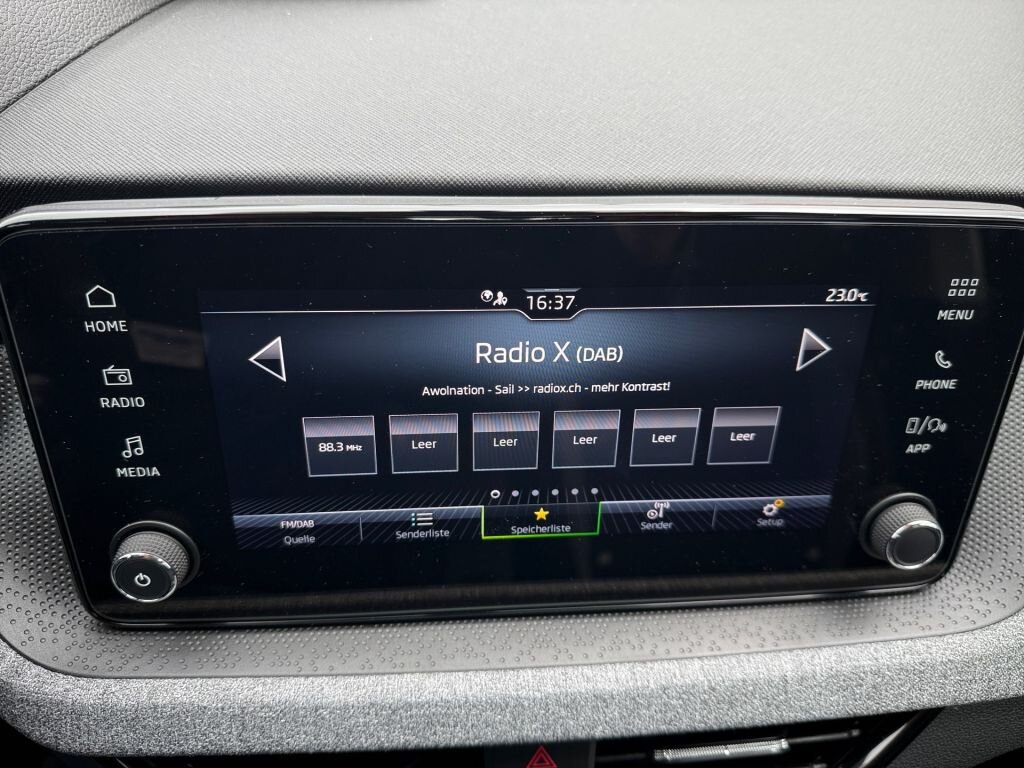 16:37
23.0°C
HOME
RADIO
MEDIA
Radio X (DAB)
Awolnation - Sail >> radiox.ch - mehr Kontrast!
88.3 MHz
Leer
Leer
Leer
Leer
Leer
FM/DAB
Quelle
Senderliste
Speicherliste
Sender
Setup
MENU
PHONE
APP